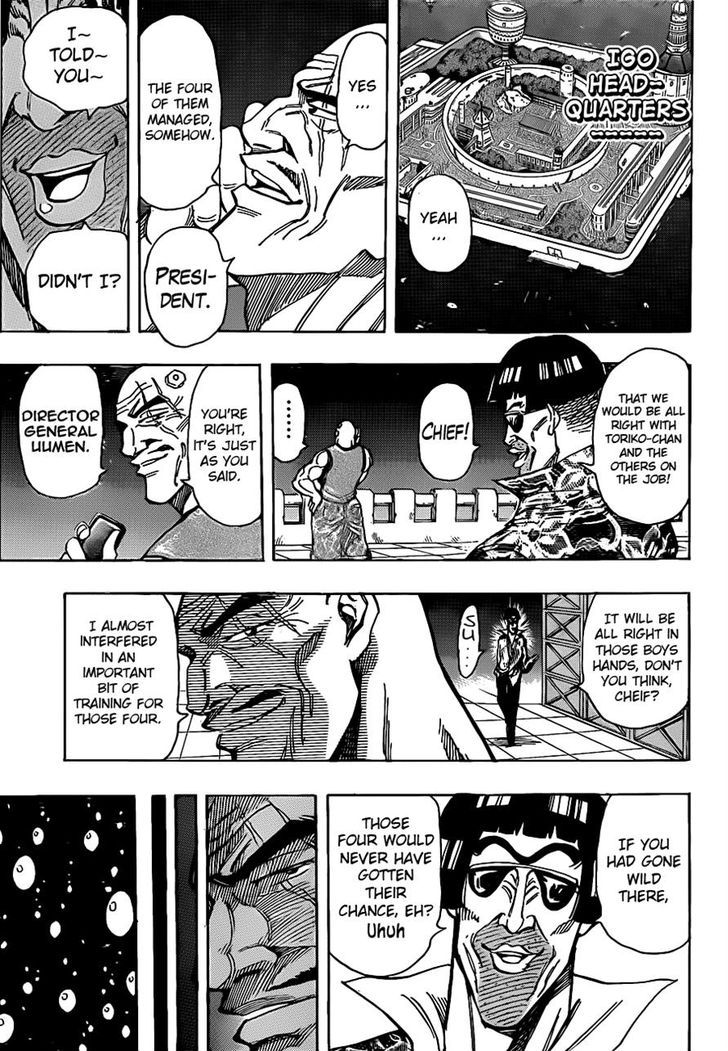 IGO
HEAD-
QUARTERS
YEAH
...
YES
...
THE FOUR
OF THEM
MANAGED,
SOMEHOW.
PRESI-
DENT.
I~
TOLD~
YOU~
DIDN'T I?
THAT WE
WOULD BE ALL
RIGHT WITH
TORIKO-CHAN
AND THE
OTHERS ON
THE JOB!
CHIEF!
......
YOU'RE
RIGHT,
IT'S JUST
AS YOU
SAID.
DIRECTOR
GENERAL
UUMEN.
IT WILL BE
ALL RIGHT IN
THOSE BOYS
HANDS, DON'T
YOU THINK,
CHEIF?
SU...
I ALMOST
INTERFERED
IN AN
IMPORTANT
BIT OF
TRAINING FOR
THOSE FOUR.
IF YOU
HAD GONE
WILD
THERE,
THOSE
FOUR WOULD
NEVER HAVE
GOTTEN
THEIR
CHANCE, EH?
Uhuh